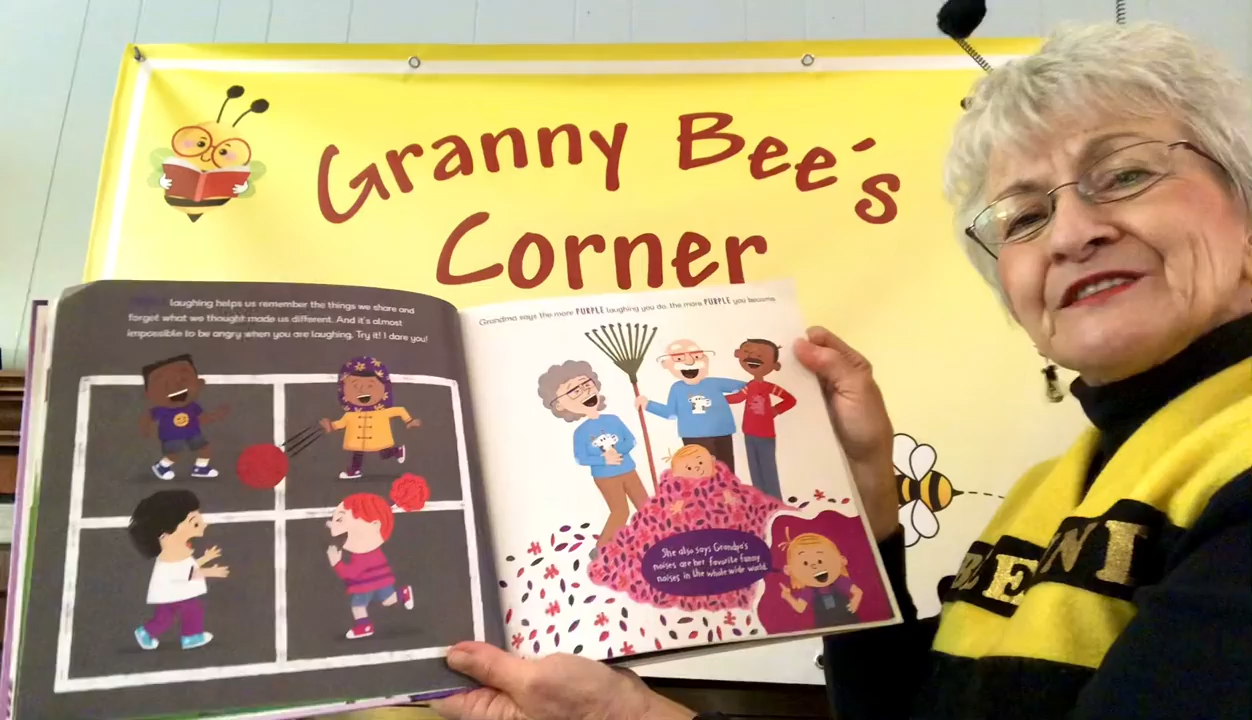 Granny Bee's
Corner
laughing helps us remember the things we share and
forget what we thought made us different. And it's almost
impossible to be angry when you are laughing. Try it! I dare you!
Grandma says the more PURPLE laughing you do, the more PURPLE you become
She also says Grandpa's
noises are her favorite funny
noises in the whole wide world.